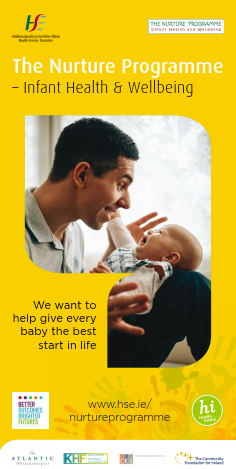 Feidhmeannacht na Seirbhíse Sláinte
Health Service Executive
THE NURTURE PROGRAMME
Infant Health and Wellbeing
The Nurture Programme
– Infant Health & Wellbeing
We want to
help give every
baby the best
start in life
BETTER
OUTCOMES
BRIGHTER
FUTURES
www.hse.ie/
nurtureprogramme
hi
The
ATLANTIC
Philanthropies
KHF
The Community
Foundation for Ireland